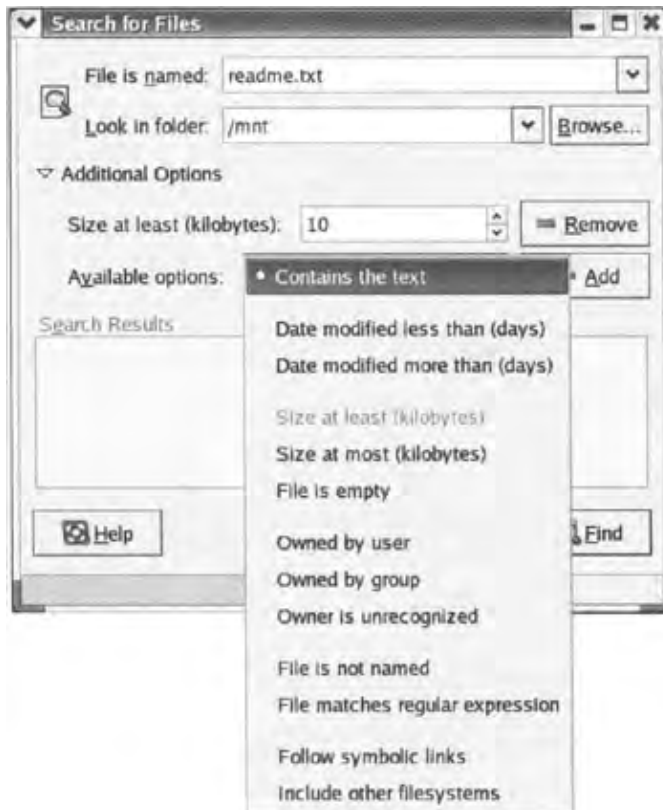 Search for Files
File is named: readme.txt
Look in folder: /mnt Browse...
Additional Options
Size at least (kilobytes): 10 Remove
Available options: Contains the text Add
Search Results
Date modified less than (days)
Date modified more than (days)
Size at least (kilobytes)
Size at most (kilobytes)
File is empty
Help Find
Owned by user
Owned by group
Owner is unrecognized
File is not named
File matches regular expression
Follow symbolic links
Include other filesystems